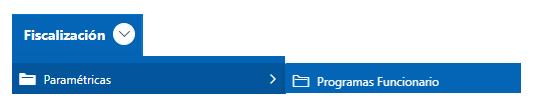 Fiscalización
Paramétricas
Programas Funcionario